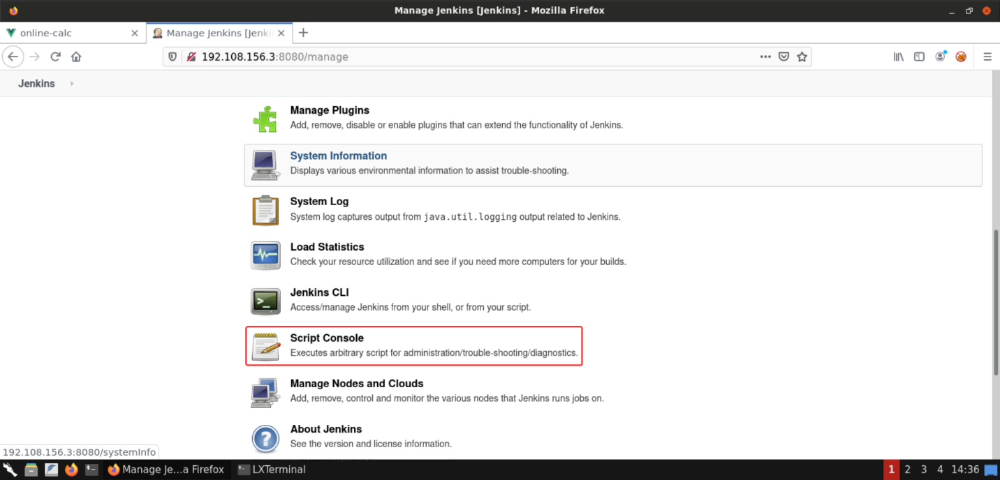 Manage Jenkins [Jenkins] - Mozilla Firefox
online-calc
Manage Jenkins [Jenki
192.108.156.3:8080/manage
Jenkins
Manage Plugins
Add, remove, disable or enable plugins that can extend the functionality of Jenkins.
System Information
Displays various environmental information to assist trouble-shooting.
System Log
System log captures output from java.util.logging output related to Jenkins.
Load Statistics
Check your resource utilization and see if you need more computers for your builds.
Jenkins CLI
Access/manage Jenkins from your shell, or from your script.
Script Console
Executes arbitrary script for administration/trouble-shooting/diagnostics.
Manage Nodes and Clouds
Add, remove, control and monitor the various nodes that Jenkins runs jobs on.
About Jenkins
See the version and license information.
192.108.156.3:8080/systemInfo
Manage Je...a Firefox
LXTerminal
1 2 3 4 14:36